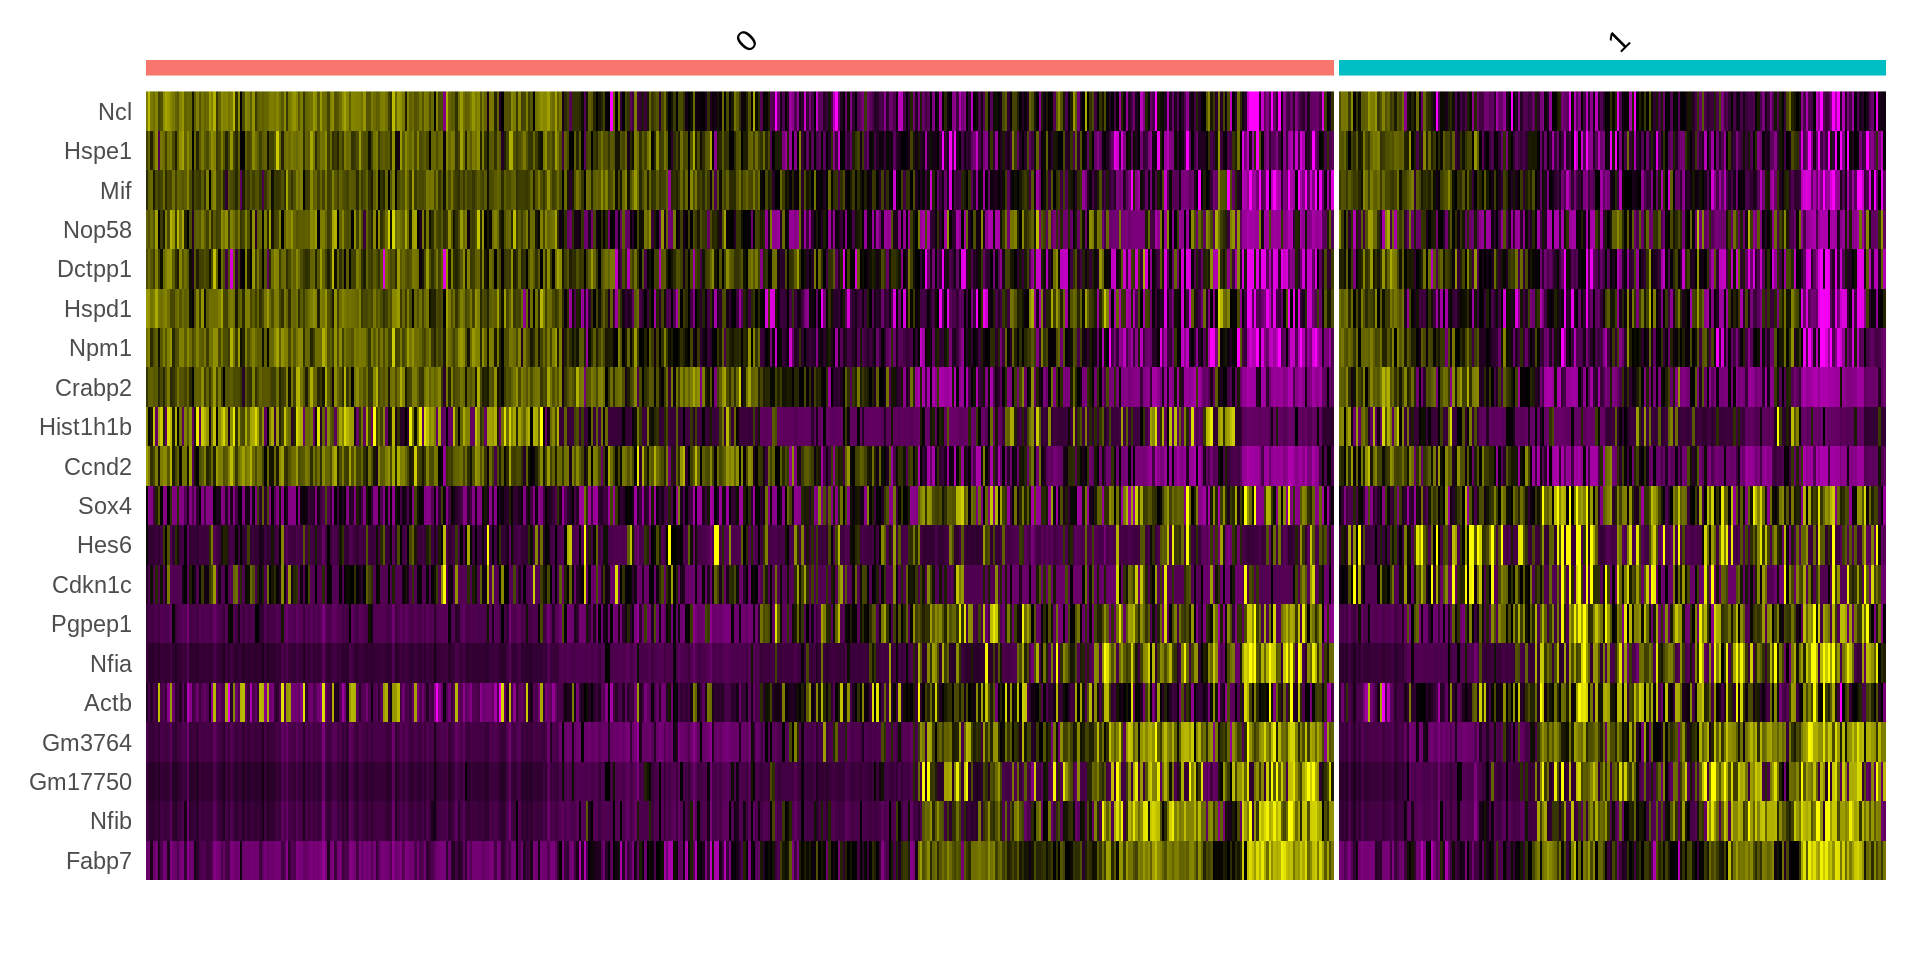 0
1
Ncl
Hspe1
Mif
Nop58
Dctpp1
Hspd1
Npm1
Crabp2
Hist1h1b
Ccnd2
Sox4
Hes6
Cdkn1c
Pgpep1
Nfia
Actb
Gm3764
Gm17750
Nfib
Fabp7